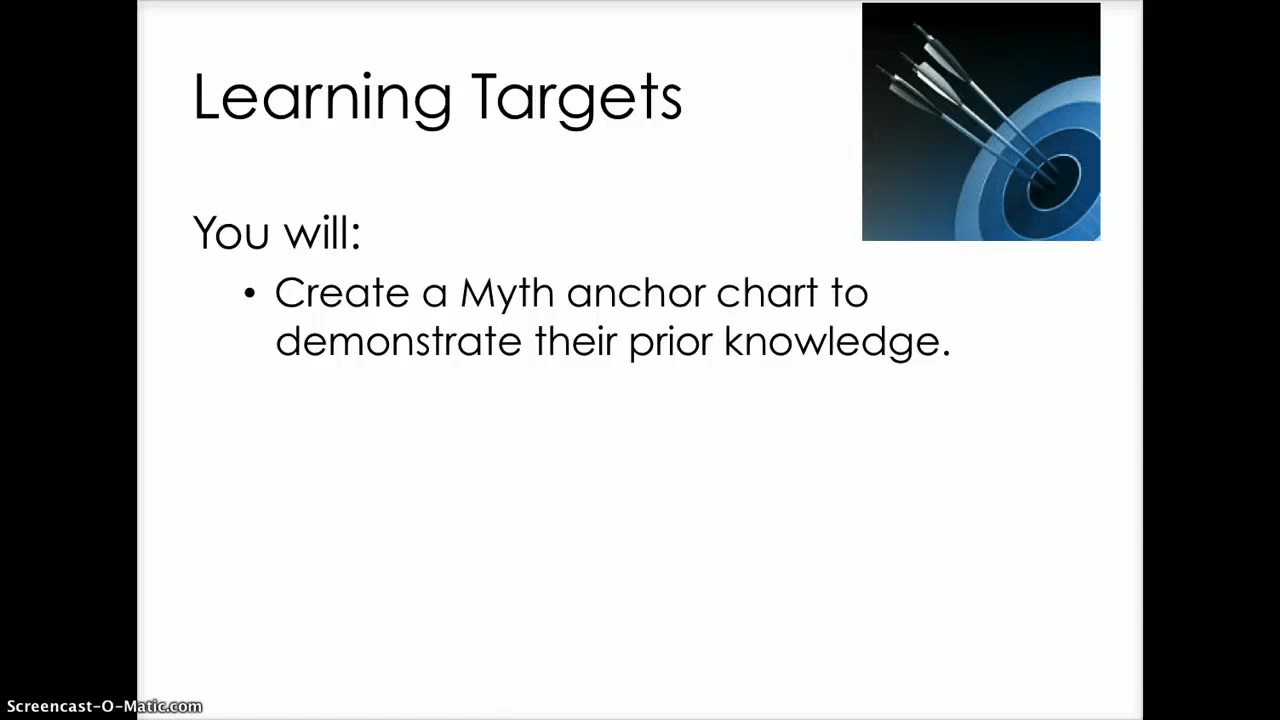 Learning Targets
You will:
• Create a Myth anchor chart to
demonstrate their prior knowledge.
Screencast-O-Matic.com